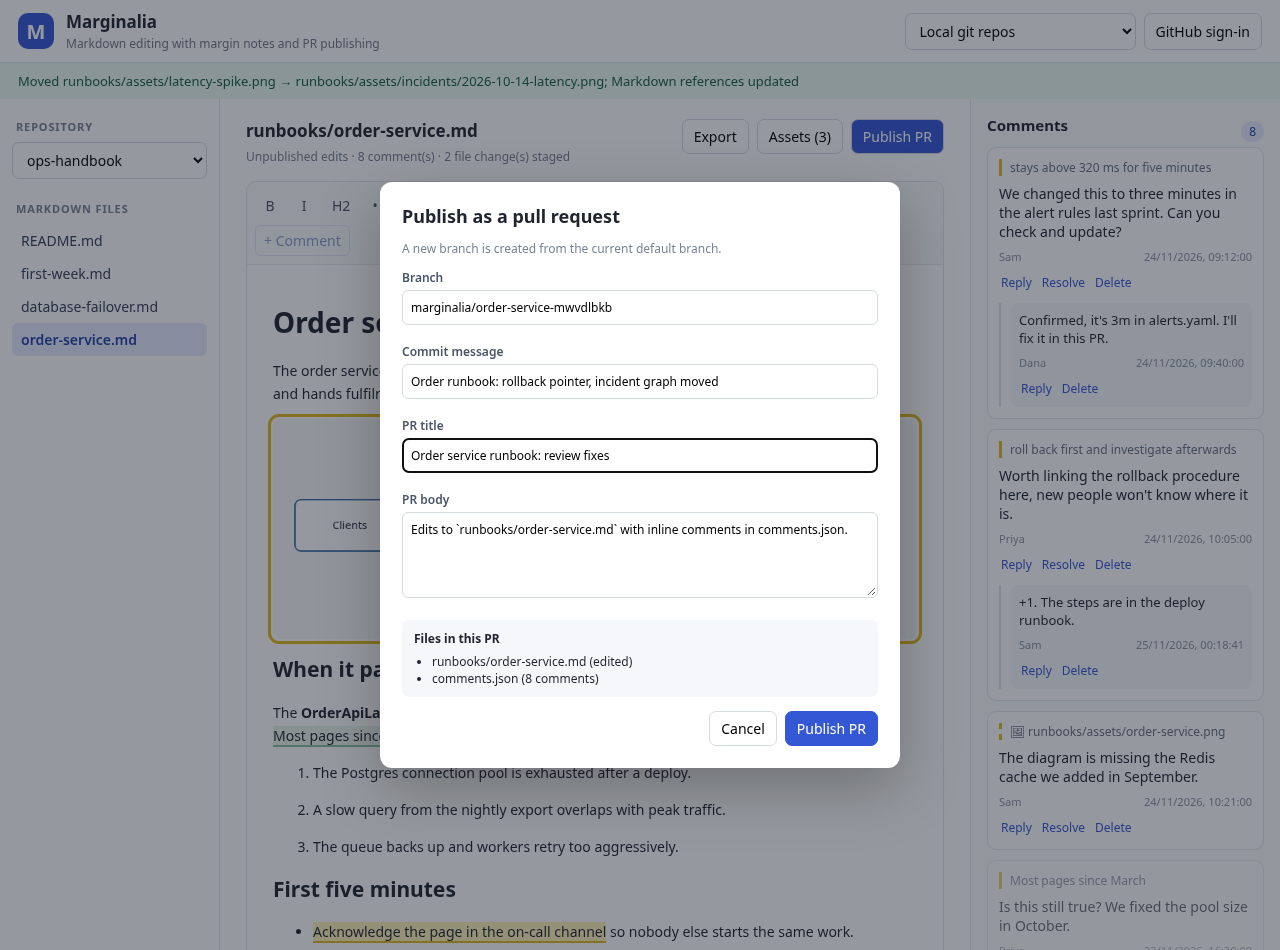 M
Marginalia
Markdown editing with margin notes and PR publishing
Local git repos
GitHub sign-in
Moved runbooks/assets/latency-spike.png → runbooks/assets/incidents/2026-10-14-latency.png; Markdown references updated
REPOSITORY
ops-handbook
MARKDOWN FILES
README.md
first-week.md
database-failover.md
order-service.md
runbooks/order-service.md
Unpublished edits · 8 comment(s) · 2 file change(s) staged
Export
Assets (3)
Publish PR
B
I
H2
•
+ Comment
Order se
The order service
and hands fulfilm
Clients
When it pa
The OrderApiLa
Most pages since
1. The Postgres connection pool is exhausted after a deploy.
2. A slow query from the nightly export overlaps with peak traffic.
3. The queue backs up and workers retry too aggressively.
First five minutes
• Acknowledge the page in the on-call channel so nobody else starts the same work.
Publish as a pull request
A new branch is created from the current default branch.
Branch
marginalia/order-service-mwvdlbkb
Commit message
Order runbook: rollback pointer, incident graph moved
PR title
Order service runbook: review fixes
PR body
Edits to `runbooks/order-service.md` with inline comments in comments.json.
Files in this PR
• runbooks/order-service.md (edited)
• comments.json (8 comments)
Cancel
Publish PR
Comments
8
stays above 320 ms for five minutes
We changed this to three minutes in
the alert rules last sprint. Can you
check and update?
Sam 24/11/2026, 09:12:00
Reply Resolve Delete
Confirmed, it's 3m in alerts.yaml. I'll
fix it in this PR.
Dana 24/11/2026, 09:40:00
Reply Delete
roll back first and investigate afterwards
Worth linking the rollback procedure
here, new people won't know where it
is.
Priya 24/11/2026, 10:05:00
Reply Resolve Delete
+1. The steps are in the deploy
runbook.
Sam 25/11/2026, 00:18:41
Reply Delete
runbooks/assets/order-service.png
The diagram is missing the Redis
cache we added in September.
Sam 24/11/2026, 10:21:00
Reply Resolve Delete
Most pages since March
Is this still true? We fixed the pool size
in October.